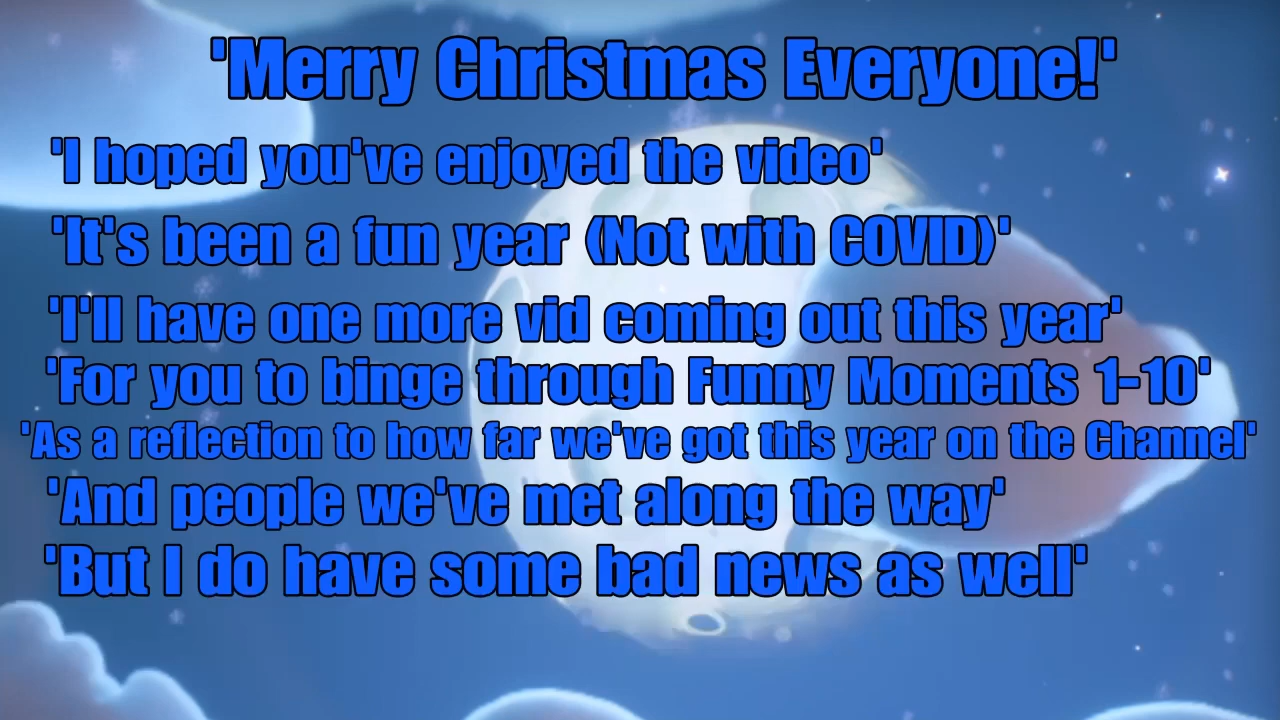 'Merry Christmas Everyone!'
'I hoped you've enjoyed the video'
'It's been a fun year (Not with COVID)'
'I'll have one more vid coming out this year'
'For you to binge through Funny Moments 1-10'
'As a reflection to how far we've got this year on the Channel'
'And people we've met along the way'
'But I do have some bad news as well'